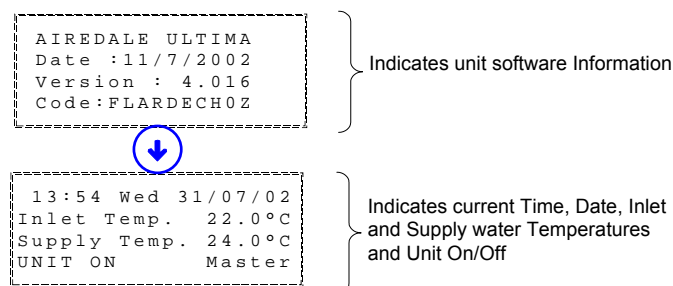 AIREDALE ULTIMA
Date :11/7/2002
Version : 4.016
Code:FLARDECH0Z
Indicates unit software Information
13:54 Wed 31/07/02
Inlet Temp. 22.0°C
Supply Temp. 24.0°C
UNIT ON Master
Indicates current Time, Date, Inlet
and Supply water Temperatures
and Unit On/Off